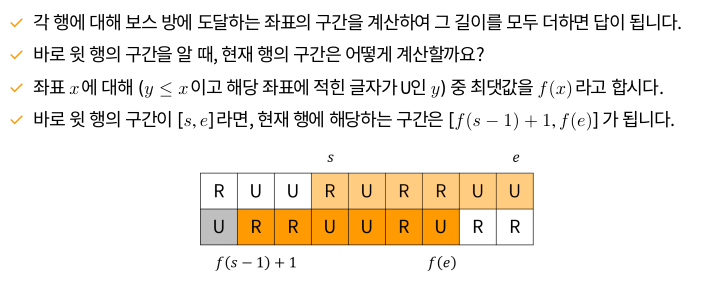 ✓ 각 행에 대해 보스 방에 도달하는 좌표의 구간을 계산하여 그 길이를 모두 더하면 답이 됩니다.
✓ 바로 윗 행의 구간을 알 때, 현재 행의 구간은 어떻게 계산할까요?
✓ 좌표 x에 대해 (y ≤ x이고 해당 좌표에 적힌 글자가 U인 y) 중 최댓값을 f(x)라고 합시다.
✓ 바로 윗 행의 구간이 [s, e]라면, 현재 행에 해당하는 구간은 [f(s − 1) + 1, f(e)]가 됩니다.
s e
R U U R U R R U U
U R R U U R U R R
f(s − 1) + 1 f(e)